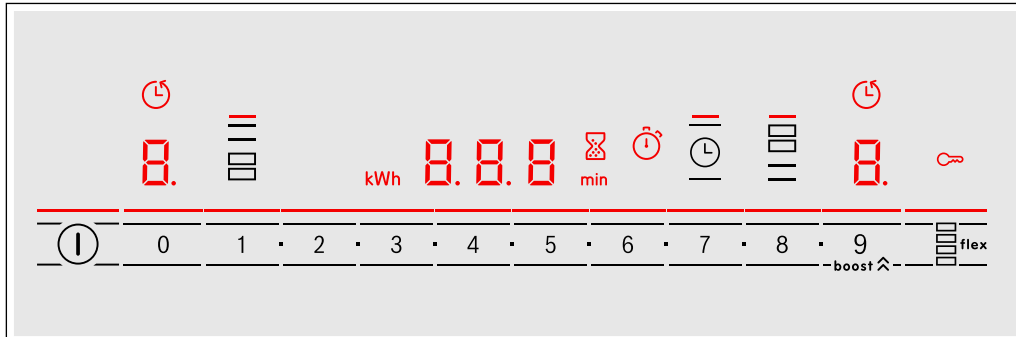 8. kWh 8.8.8 min 8.
0 1 · 2 · 3 · 4 · 5 · 6 · 7 · 8 · 9 flex
boost